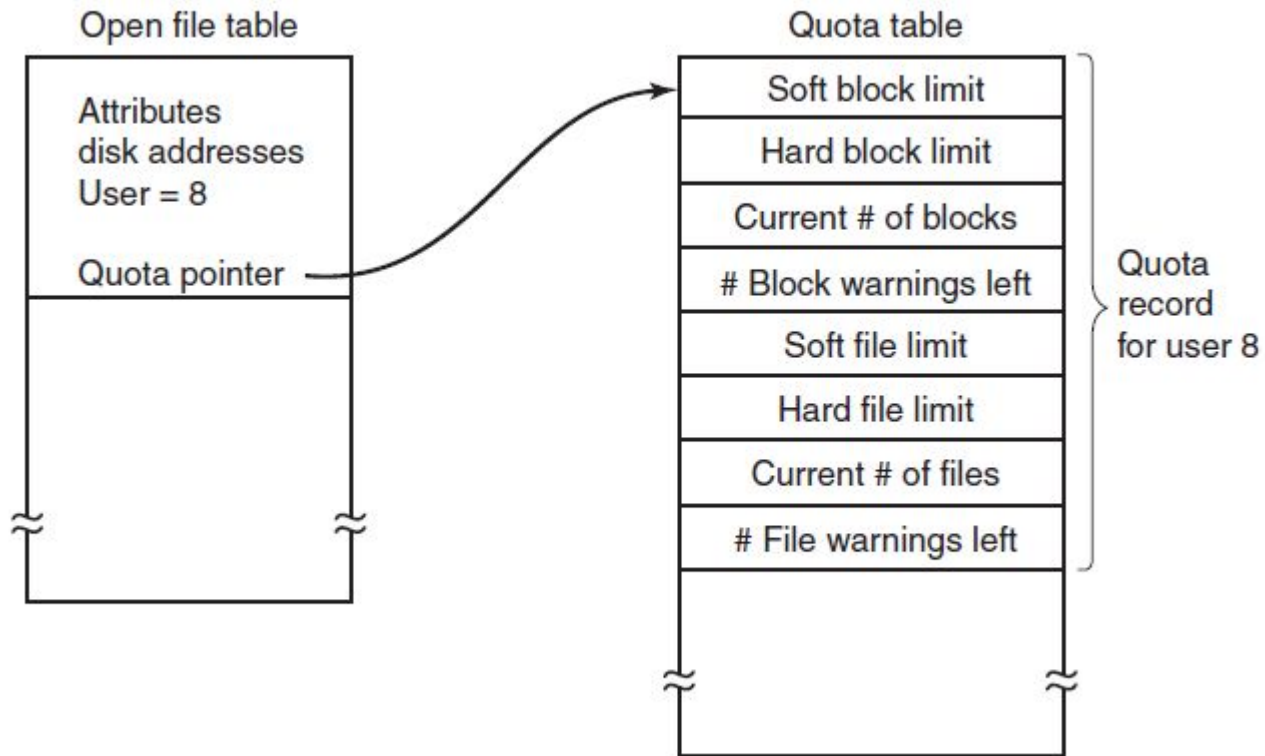 Open file table
Attributes
disk addresses
User = 8
Quota pointer
Quota table
Soft block limit
Hard block limit
Current # of blocks
# Block warnings left
Soft file limit
Hard file limit
Current # of files
# File warnings left
Quota
record
for user 8